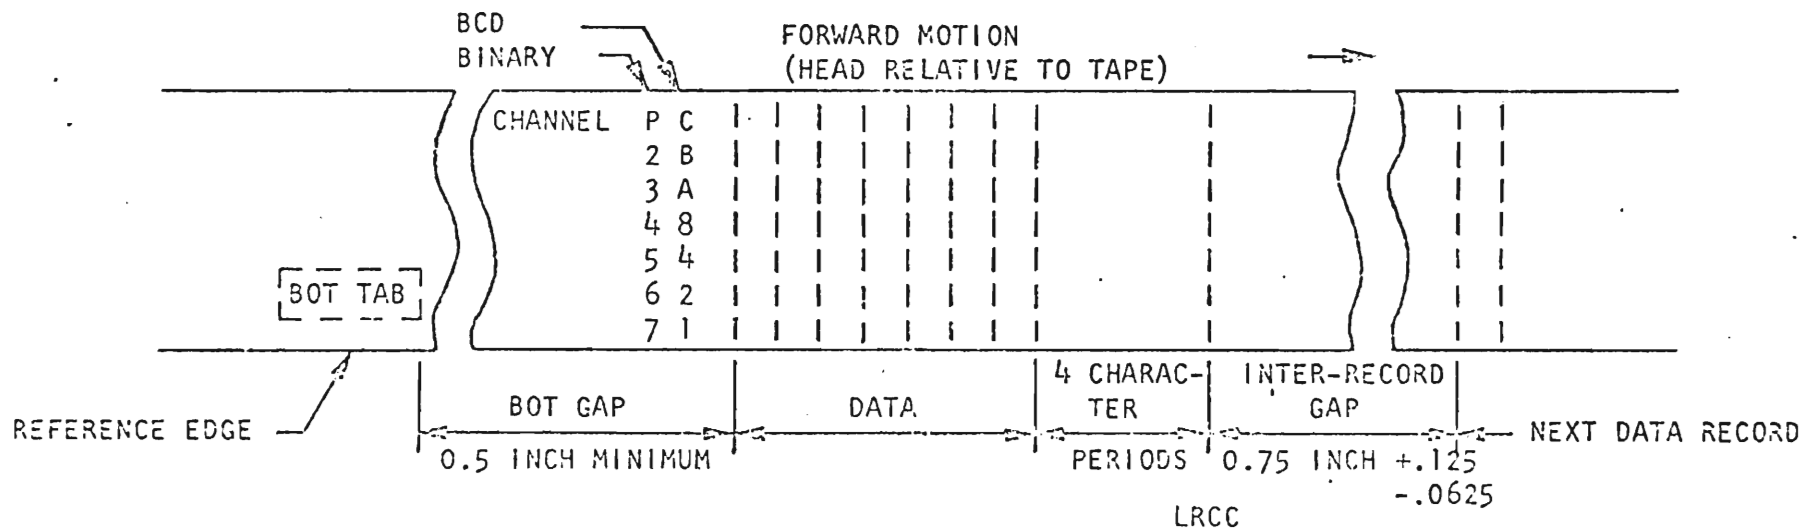 BCD
BINARY
FORWARD MOTION
(HEAD RELATIVE TO TAPE)
CHANNEL P C
2 B
3 A
4 8
5 4
6 2
7 1
BOT TAB
REFERENCE EDGE
BOT GAP
0.5 INCH MINIMUM
DATA
4 CHARAC-
TER
PERIODS
INTER-RECORD
GAP
0.75 INCH +.125
-.0625
NEXT DATA RECORD
LRCC